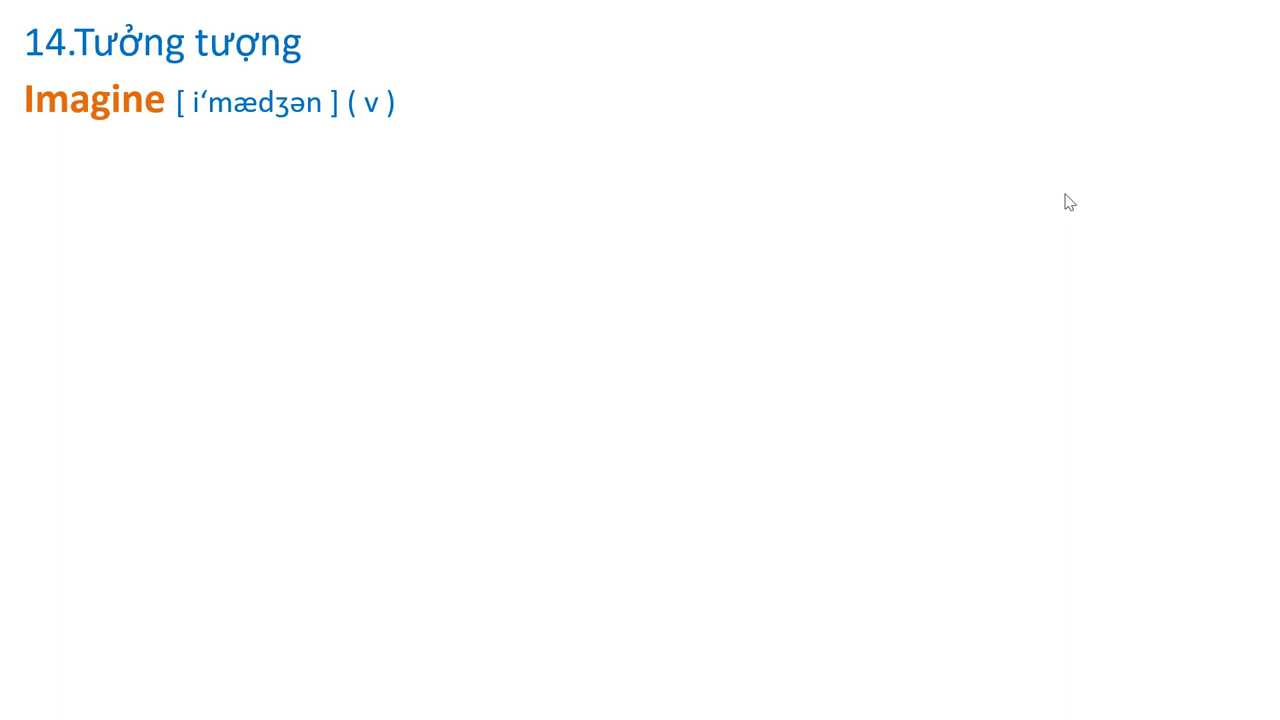 14.Tưởng tượng
Imagine [ i‘mædʒən ] ( v )